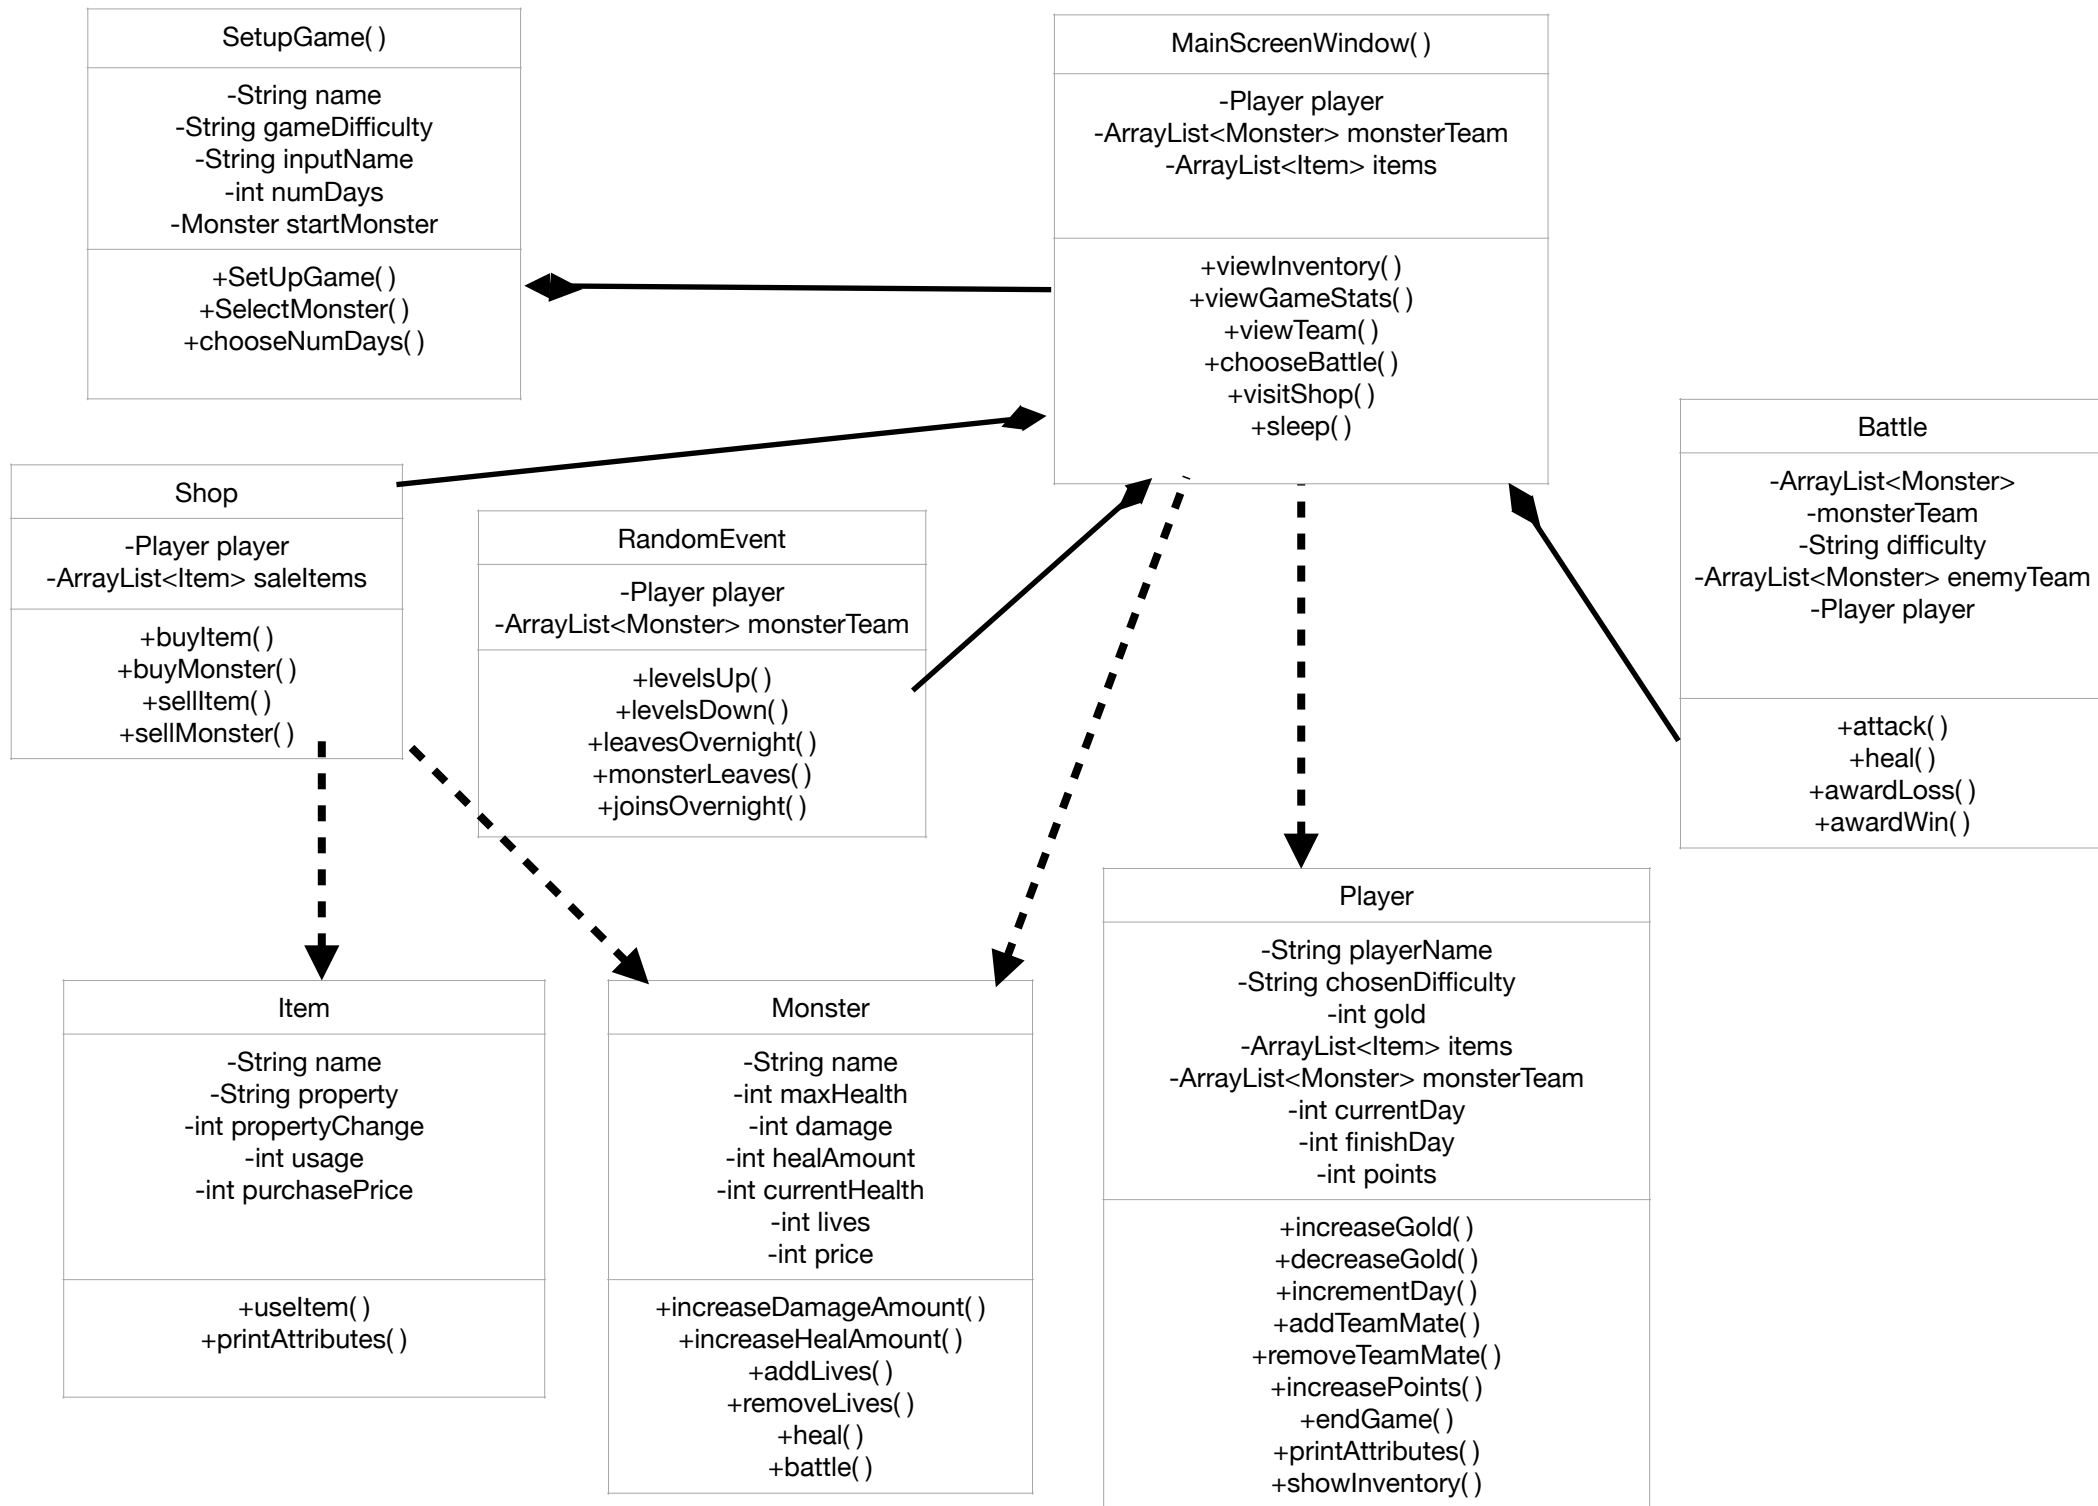 SetupGame( )
-String name
-String gameDifficulty
-String inputName
-int numDays
-Monster startMonster
+SetUpGame( )
+SelectMonster( )
+chooseNumDays( )
MainScreenWindow( )
-Player player
-ArrayList<Monster> monsterTeam
-ArrayList<Item> items
+viewInventory( )
+viewGameStats( )
+viewTeam( )
+chooseBattle( )
+visitShop( )
+sleep( )
Battle
-ArrayList<Monster>
-monsterTeam
-String difficulty
-ArrayList<Monster> enemyTeam
-Player player
+attack( )
+heal( )
+awardLoss( )
+awardWin( )
Shop
-Player player
-ArrayList<Item> saleItems
+buyItem( )
+buyMonster( )
+sellItem( )
+sellMonster( )
RandomEvent
-Player player
-ArrayList<Monster> monsterTeam
+levelsUp( )
+levelsDown( )
+leavesOvernight( )
+monsterLeaves( )
+joinsOvernight( )
Item
-String name
-String property
-int propertyChange
-int usage
-int purchasePrice
+useItem( )
+printAttributes( )
Monster
-String name
-int maxHealth
-int damage
-int healAmount
-int currentHealth
-int lives
-int price
+increaseDamageAmount( )
+increaseHealAmount( )
+addLives( )
+removeLives( )
+heal( )
+battle( )
Player
-String playerName
-String chosenDifficulty
-int gold
-ArrayList<Item> items
-ArrayList<Monster> monsterTeam
-int currentDay
-int finishDay
-int points
+increaseGold( )
+decreaseGold( )
+incrementDay( )
+addTeamMate( )
+removeTeamMate( )
+increasePoints( )
+endGame( )
+printAttributes( )
+showInventory( )